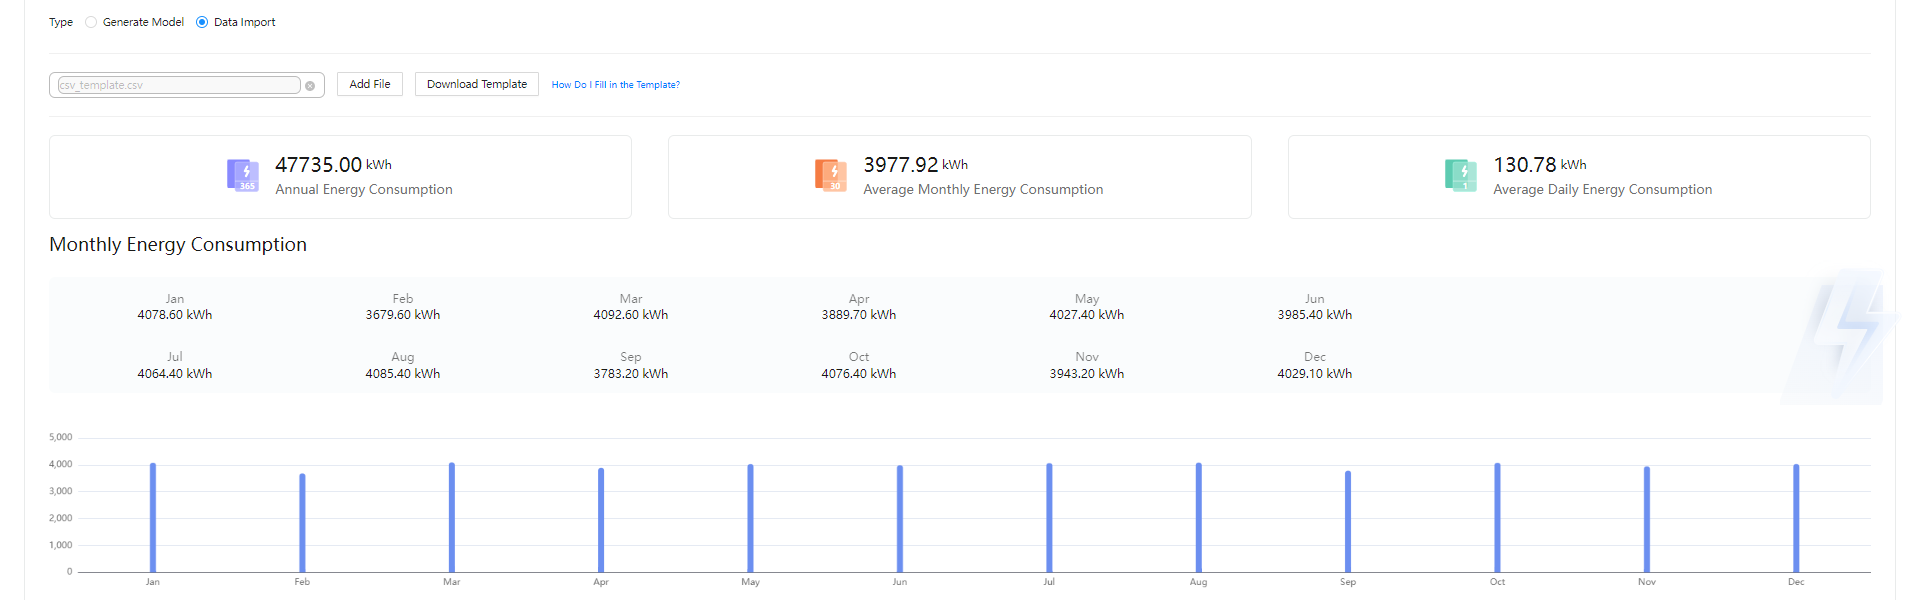 Type Generate Model Data Import
csv_template.csv Add File Download Template How Do I Fill in the Template?
47735.00 kWh
Annual Energy Consumption
365
3977.92 kWh
Average Monthly Energy Consumption
30
130.78 kWh
Average Daily Energy Consumption
1
Monthly Energy Consumption
Jan Feb Mar Apr May Jun
4078.60 kWh 3679.60 kWh 4092.60 kWh 3889.70 kWh 4027.40 kWh 3985.40 kWh
Jul Aug Sep Oct Nov Dec
4064.40 kWh 4085.40 kWh 3783.20 kWh 4076.40 kWh 3943.20 kWh 4029.10 kWh
5,000
4,000
3,000
2,000
1,000
0
Jan Feb Mar Apr May Jun Jul Aug Sep Oct Nov Dec